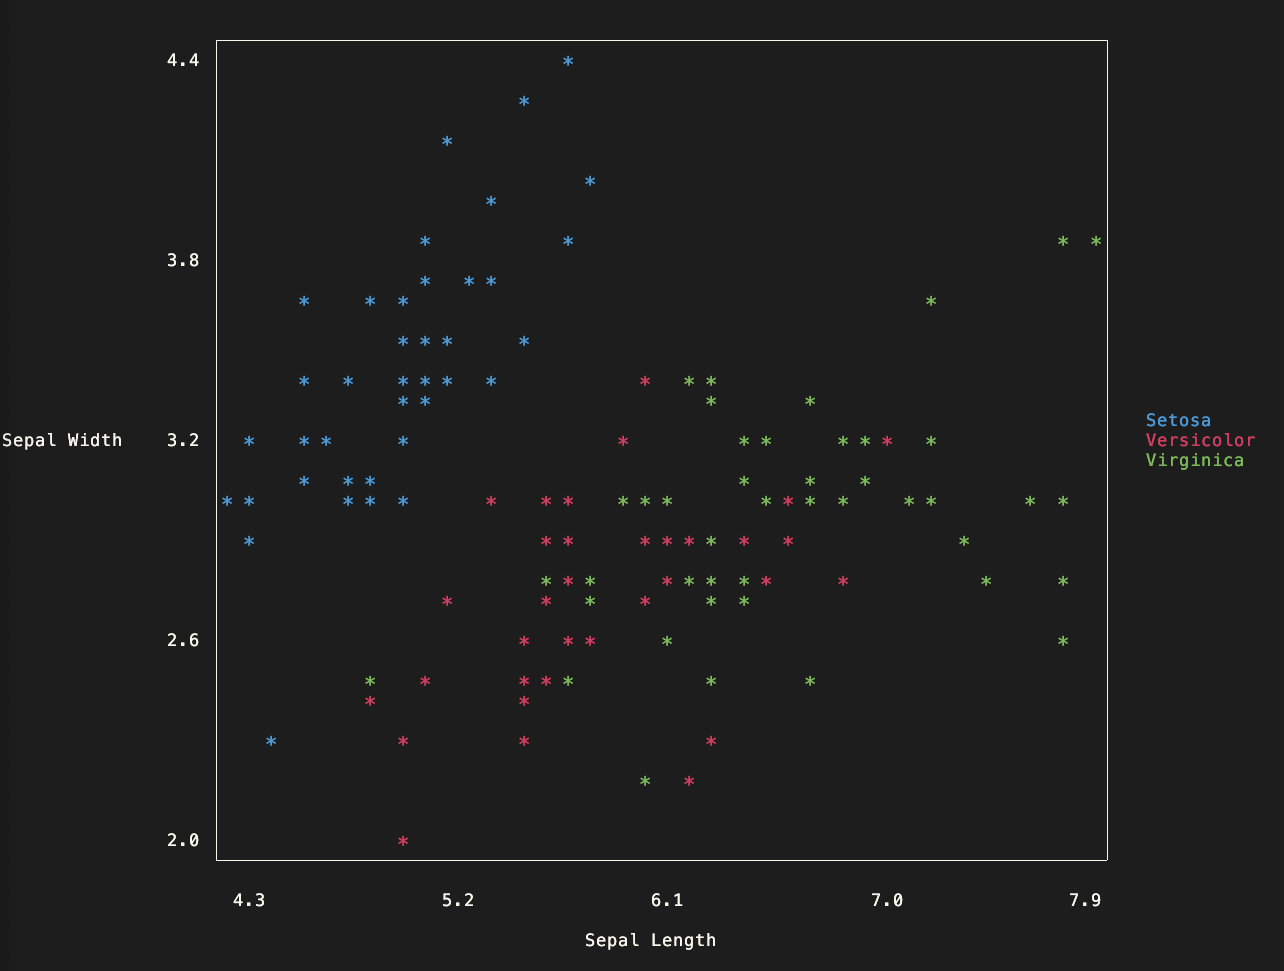 4.4
3.8
Sepal Width
3.2
2.6
2.0
4.3 5.2 6.1 7.0 7.9
Sepal Length
Setosa
Versicolor
Virginica